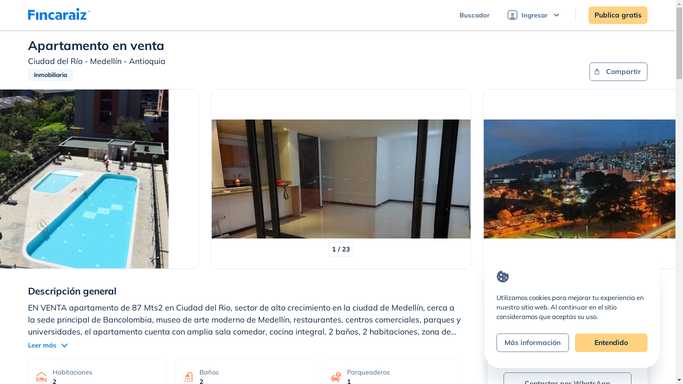 Fincaraiz
Buscador
Ingresar
Publica gratis
Apartamento en venta
Ciudad del Río - Medellín - Antioquia
Inmobiliaria
Compartir
1 / 23
Descripción general
EN VENTA apartamento de 87 Mts2 en Ciudad del Rio, sector de alto crecimiento en la ciudad de Medellín, cerca a
la sede principal de Bancolombia, museo de arte moderno de Medellín, restaurantes, centros comerciales, parques y
universidades, el apartamento cuenta con amplia sala comedor, cocina integral, 2 baños, 2 habitaciones, zona de...
Leer más
Habitaciones
2
Baños
2
Parqueaderos
1
Utilizamos cookies para mejorar tu experiencia en
nuestro sitio web. Al continuar en el sitio
consideramos que aceptas su uso.
Más información
Entendido
Contactar por WhatsApp